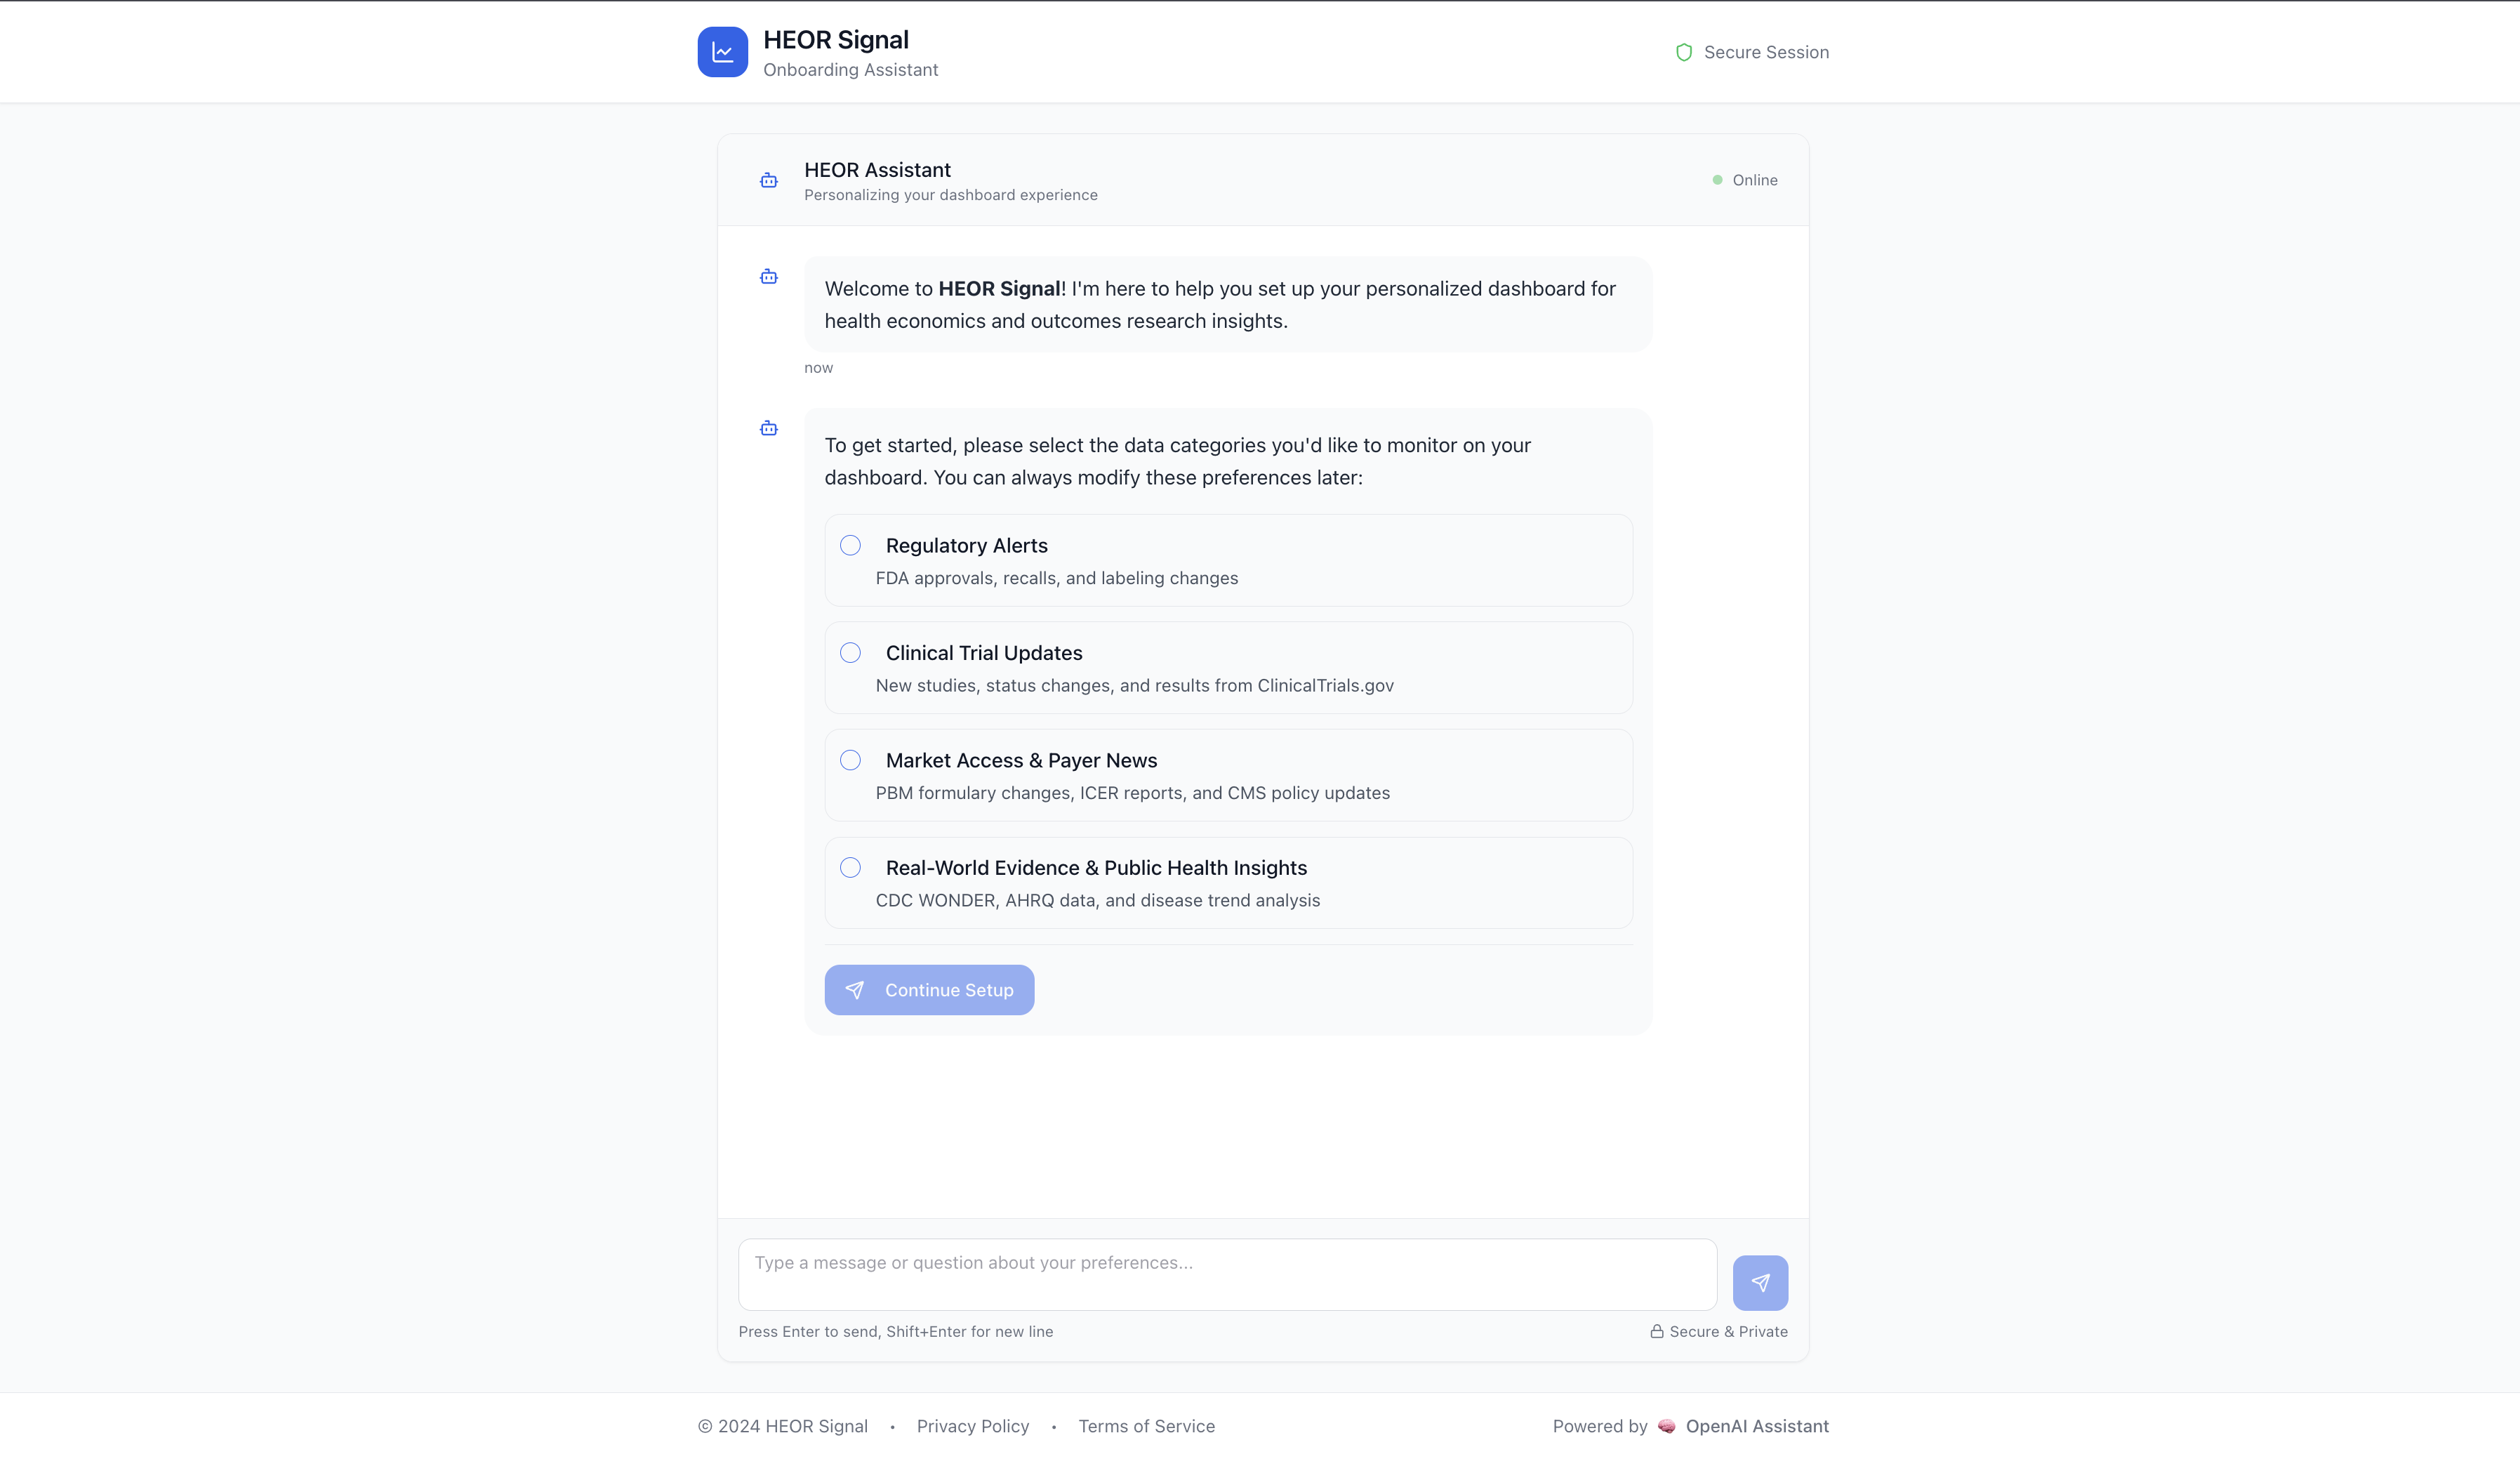 HEOR Signal
Onboarding Assistant
Secure Session
HEOR Assistant
Personalizing your dashboard experience
Online
Welcome to HEOR Signal! I'm here to help you set up your personalized dashboard for
health economics and outcomes research insights.
now
To get started, please select the data categories you'd like to monitor on your
dashboard. You can always modify these preferences later:
Regulatory Alerts
FDA approvals, recalls, and labeling changes
Clinical Trial Updates
New studies, status changes, and results from ClinicalTrials.gov
Market Access & Payer News
PBM formulary changes, ICER reports, and CMS policy updates
Real-World Evidence & Public Health Insights
CDC WONDER, AHRQ data, and disease trend analysis
Continue Setup
Type a message or question about your preferences...
Press Enter to send, Shift+Enter for new line
Secure & Private
© 2024 HEOR Signal • Privacy Policy • Terms of Service
Powered by OpenAI Assistant